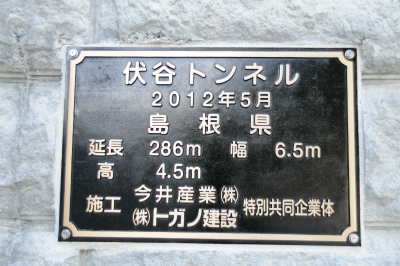 伏谷トンネル
2012年5月
島根県
延長 286m 幅 6.5m
高 4.5m
施工 今井産業㈱ 特別共同企業体
㈱トガノ建設